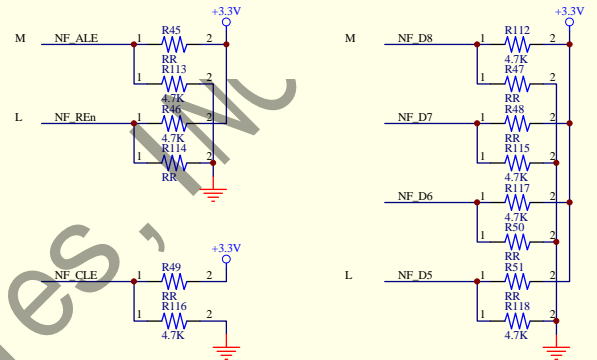 +3.3V
+3.3V
M NF_ALE 1 R45 2
RR
M NF_D8 1 R112 2
4.7K
1 R113 2
4.7K
1 R47 2
RR
L NF_REn 1 R46 2
4.7K
NF_D7 1 R48 2
RR
1 R114 2
RR
1 R115 2
4.7K
NF_D6 1 R117 2
4.7K
1 R50 2
RR
+3.3V
NF_CLE 1 R49 2
RR
L NF_D5 1 R51 2
RR
1 R116 2
4.7K
1 R118 2
4.7K
es, Inc